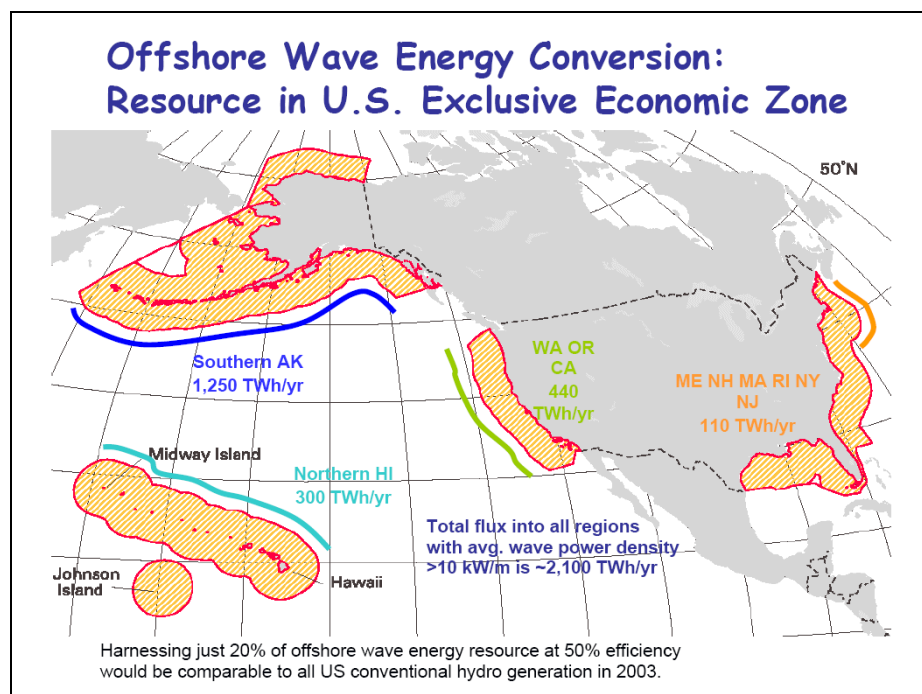 Offshore Wave Energy Conversion:
Resource in U.S. Exclusive Economic Zone
50°N
Southern AK
1,250 TWh/yr
WA OR
CA
440
TWh/yr
ME NH MA RI NY
NJ
110 TWh/yr
Midway Island
Northern HI
300 TWh/yr
Johnson
Island
Hawaii
Total flux into all regions
with avg. wave power density
>10 kW/m is ~2,100 TWh/yr
Harnessing just 20% of offshore wave energy resource at 50% efficiency
would be comparable to all US conventional hydro generation in 2003.